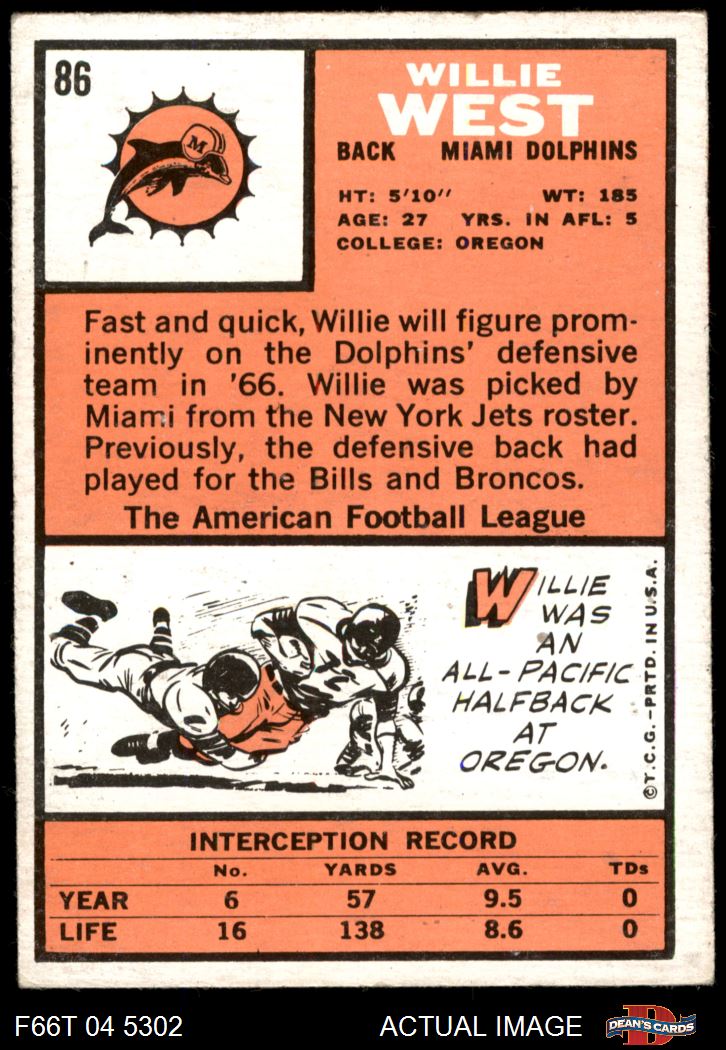 86
M
WILLIE
WEST
BACK MIAMI DOLPHINS
HT: 5'10'' WT: 185
AGE: 27 YRS. IN AFL: 5
COLLEGE: OREGON
Fast and quick, Willie will figure prom-
inently on the Dolphins' defensive
team in '66. Willie was picked by
Miami from the New York Jets roster.
Previously, the defensive back had
played for the Bills and Broncos.
The American Football League
WILLIE
WAS
AN
ALL-PACIFIC
HALFBACK
AT
OREGON.
© T.C.G.-PRTD. IN U.S.A.
INTERCEPTION RECORD
No. YARDS AVG. TDs
YEAR 6 57 9.5 0
LIFE 16 138 8.6 0
F66T 04 5302 ACTUAL IMAGE D DEAN'S CARDS